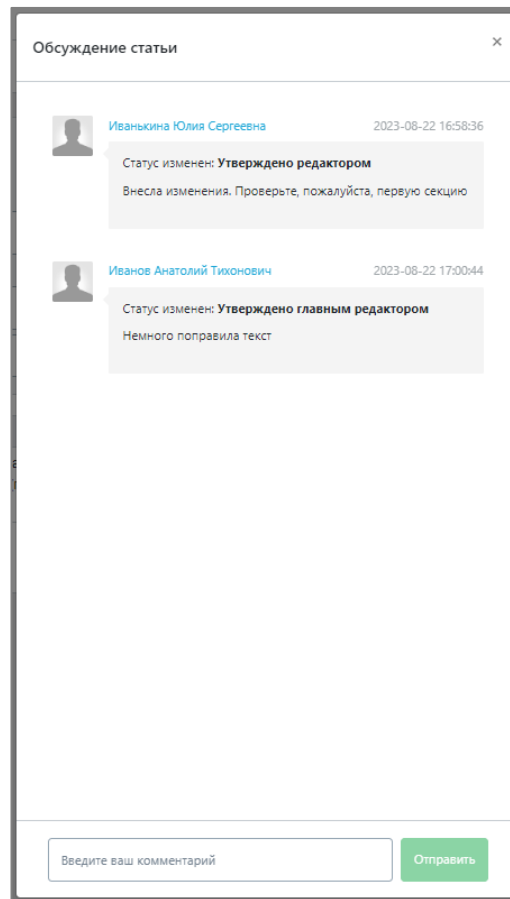 Обсуждение статьи
×
Иванькина Юлия Сергеевна 2023-08-22 16:58:36
Статус изменен: Утверждено редактором
Внесла изменения. Проверьте, пожалуйста, первую секцию
Иванов Анатолий Тихонович 2023-08-22 17:00:44
Статус изменен: Утверждено главным редактором
Немного поправила текст
Введите ваш комментарий Отправить